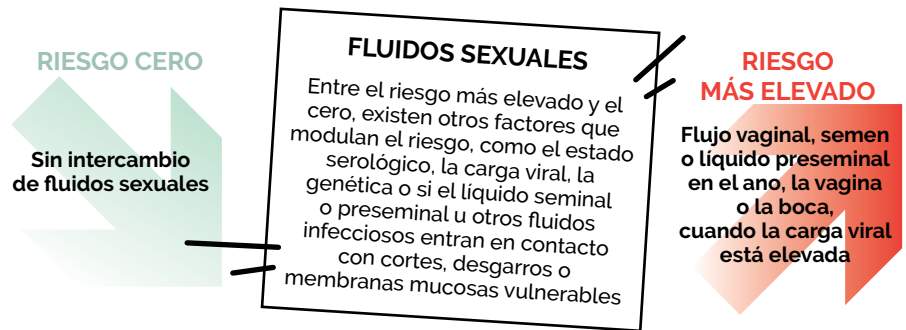 RIESGO CERO
Sin intercambio
de fluidos sexuales
FLUIDOS SEXUALES
Entre el riesgo más elevado y el
cero, existen otros factores que
modulan el riesgo, como el estado
serológico, la carga viral, la
genética o si el líquido seminal
o preseminal u otros fluidos
infecciosos entran en contacto
con cortes, desgarros o
membranas mucosas vulnerables
RIESGO
MÁS ELEVADO
Flujo vaginal, semen
o líquido preseminal
en el ano, la vagina
o la boca,
cuando la carga viral
está elevada